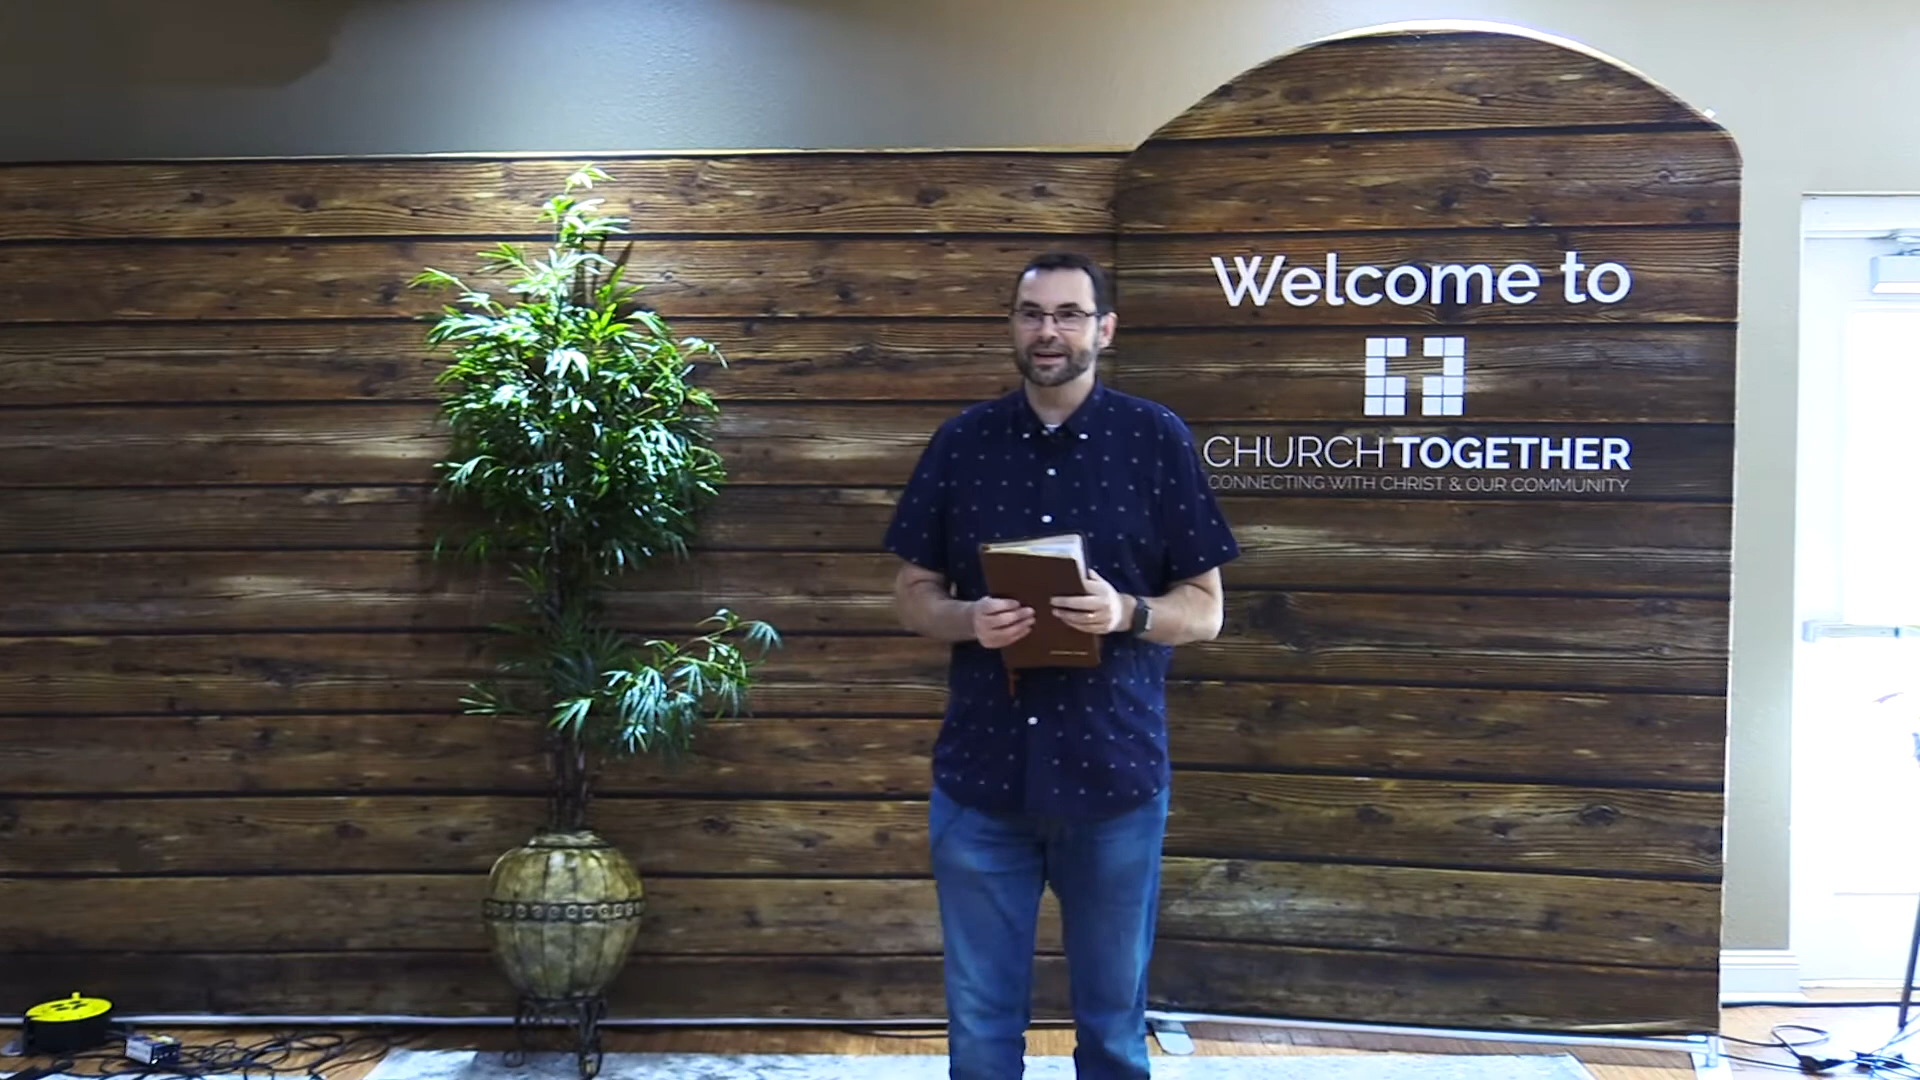 Welcome to
CHURCH TOGETHER
CONNECTING WITH CHRIST & OUR COMMUNITY